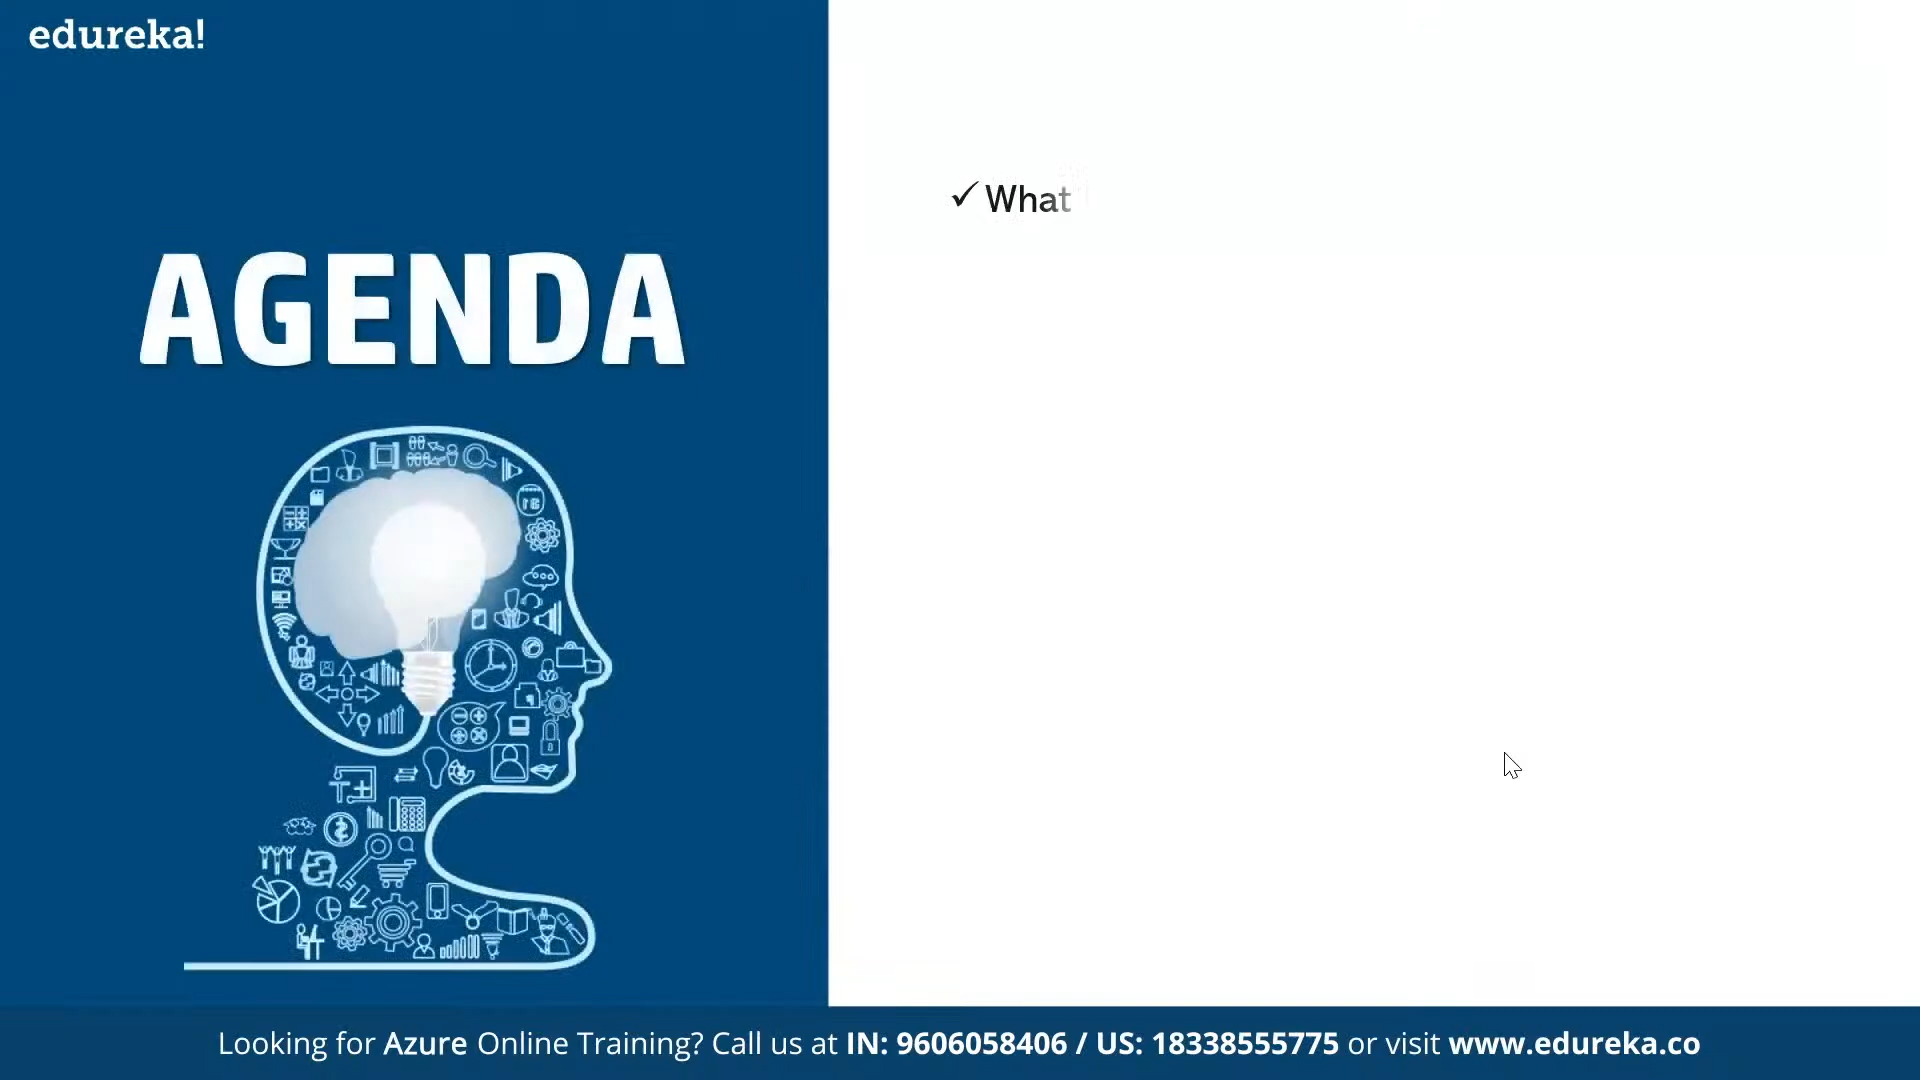 edureka!
AGENDA
✓ What
Looking for Azure Online Training? Call us at IN: 9606058406 / US: 18338555775 or visit www.edureka.co